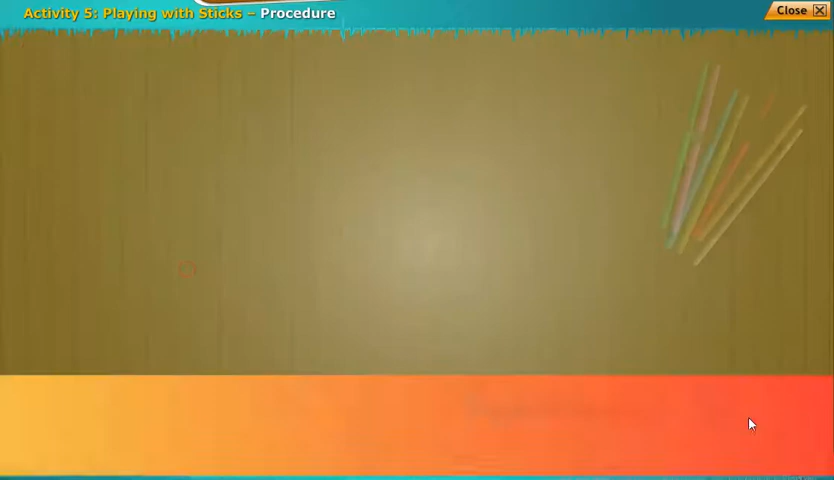 Activity 5: Playing with Sticks – Procedure
Close